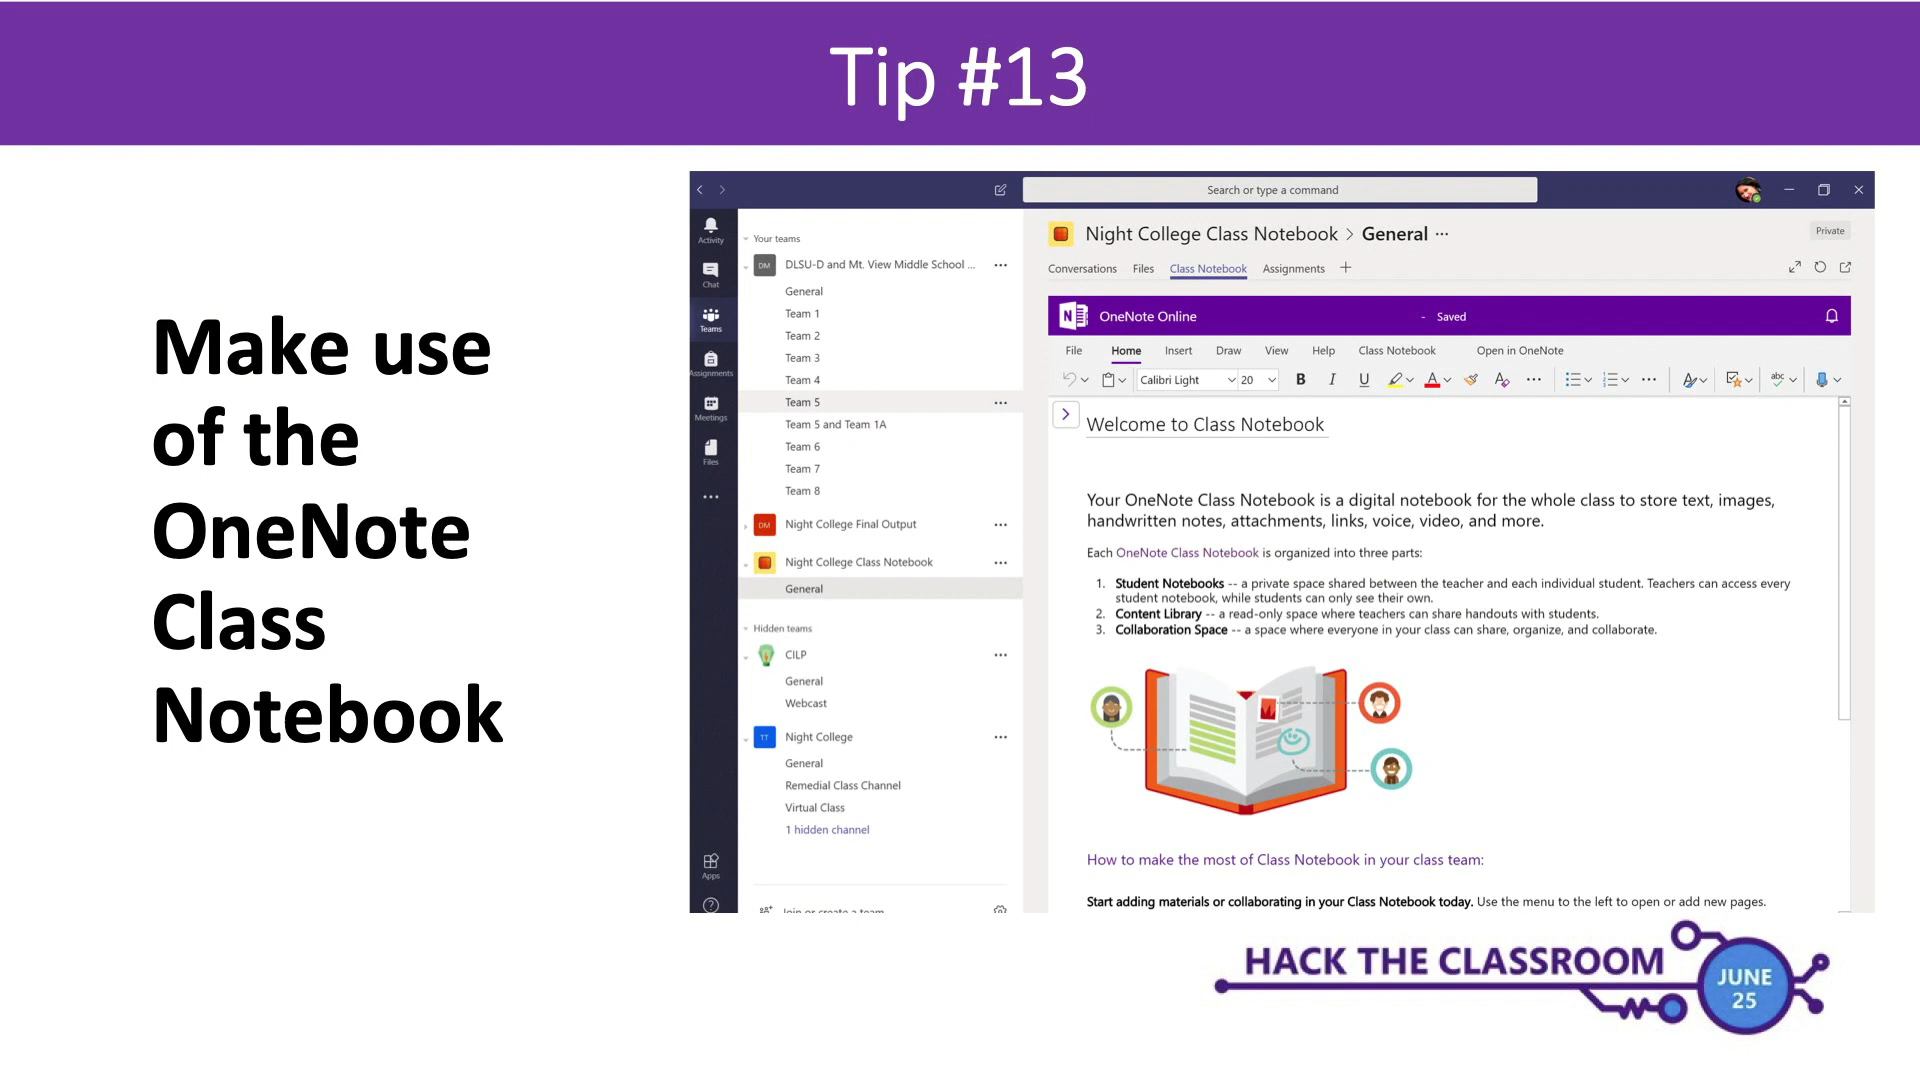 Tip #13
Make use
of the
OneNote
Class
Notebook
Search or type a command
Activity
Chat
Teams
Assignments
Meetings
Files
Apps
Your teams
DM
DLSU-D and Mt. View Middle School ...
General
Team 1
Team 2
Team 3
Team 4
Team 5
Team 5 and Team 1A
Team 6
Team 7
Team 8
DM
Night College Final Output
Night College Class Notebook
General
Hidden teams
CILP
General
Webcast
TT
Night College
General
Remedial Class Channel
Virtual Class
1 hidden channel
Join or create a team
Night College Class Notebook > General ...
Private
Conversations Files Class Notebook Assignments +
N OneNote Online - Saved
File Home Insert Draw View Help Class Notebook Open in OneNote
Calibri Light 20 B I U A A abc
Welcome to Class Notebook
Your OneNote Class Notebook is a digital notebook for the whole class to store text, images,
handwritten notes, attachments, links, voice, video, and more.
Each OneNote Class Notebook is organized into three parts:
1. Student Notebooks -- a private space shared between the teacher and each individual student. Teachers can access every
student notebook, while students can only see their own.
2. Content Library -- a read-only space where teachers can share handouts with students.
3. Collaboration Space -- a space where everyone in your class can share, organize, and collaborate.
How to make the most of Class Notebook in your class team:
Start adding materials or collaborating in your Class Notebook today. Use the menu to the left to open or add new pages.
HACK THE CLASSROOM
JUNE
25